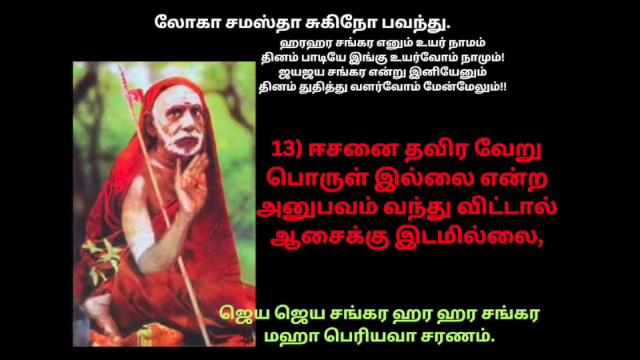 லோகா சமஸ்தா சுகினோ பவந்து.
ஹரஹர சங்கர எனும் உயர் நாமம்
தினம் பாடியே இங்கு உயர்வோம் நாமும்!
ஜயஜய சங்கர என்று இனியேனும்
தினம் துதித்து வளர்வோம் மேன்மேலும்!!
13) ஈசனை தவிர வேறு
பொருள் இல்லை என்ற
அனுபவம் வந்து விட்டால்
ஆசைக்கு இடமில்லை,
ஜெய ஜெய சங்கர ஹர ஹர சங்கர
மஹா பெரியவா சரணம்.